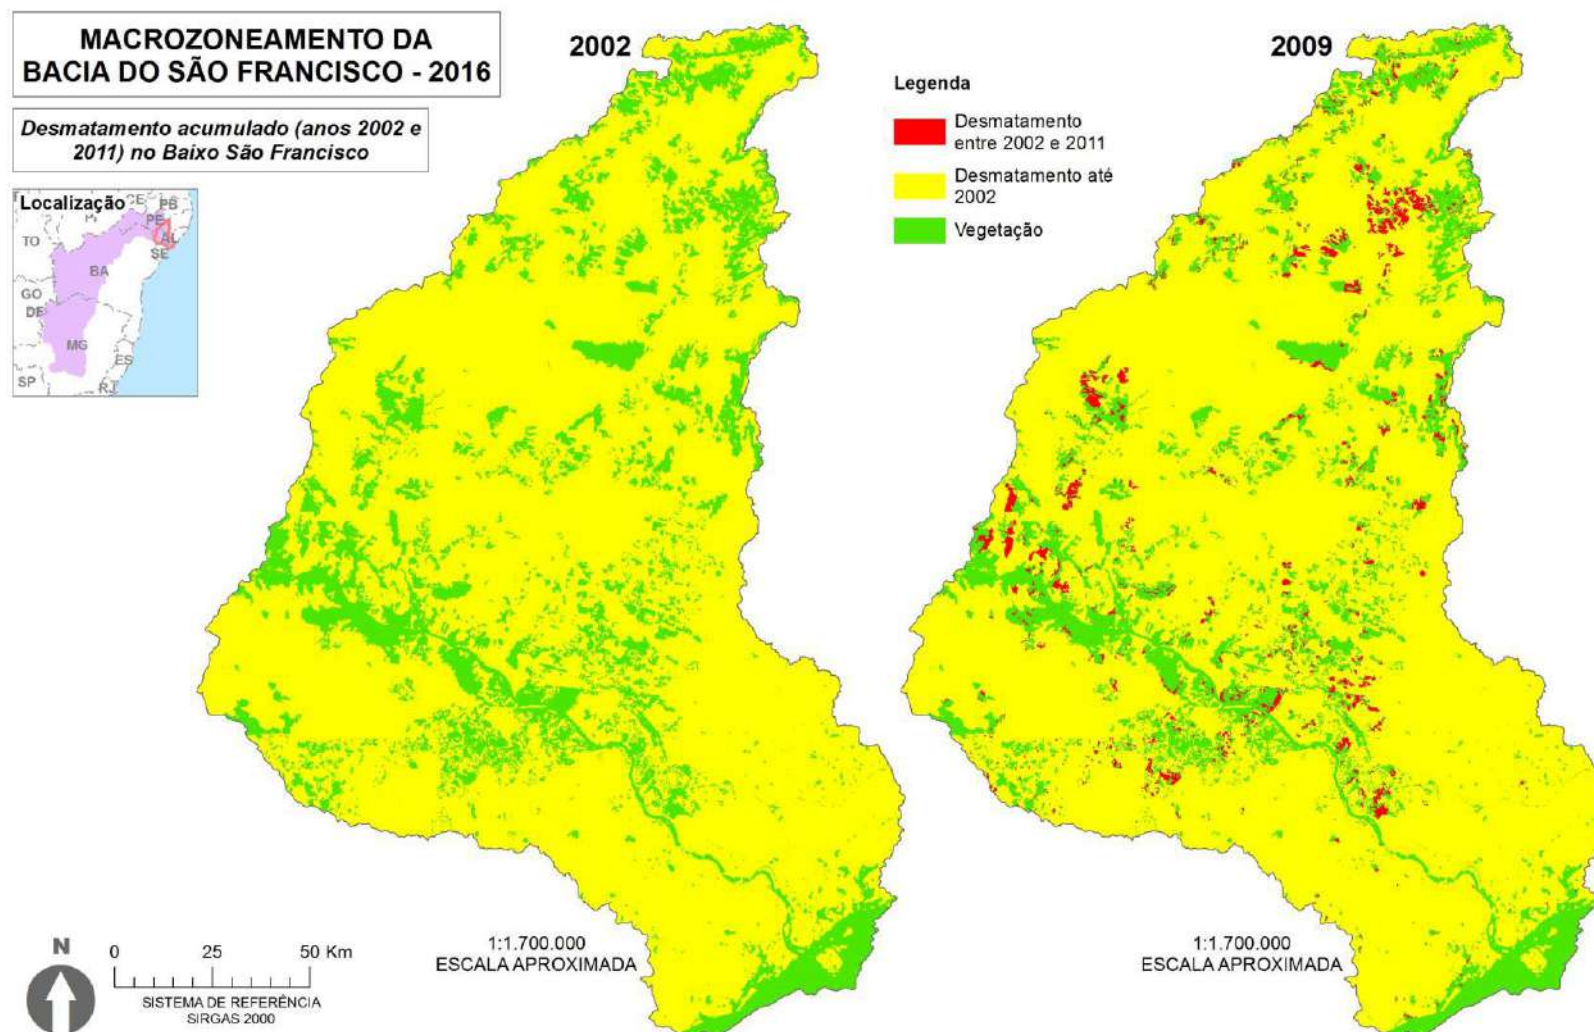 MACROZONEAMENTO DA
BACIA DO SÃO FRANCISCO - 2016
Desmatamento acumulado (anos 2002 e
2011) no Baixo São Francisco
Localização
CE
PB
PI
PE
TO
AL
SE
BA
GO
DF
MG
ES
SP
RJ
2002
Legenda
Desmatamento
entre 2002 e 2011
Desmatamento até
2002
Vegetação
2009
N
0 25 50 Km
SISTEMA DE REFERÊNCIA
SIRGAS 2000
1:1.700.000
ESCALA APROXIMADA
1:1.700.000
ESCALA APROXIMADA